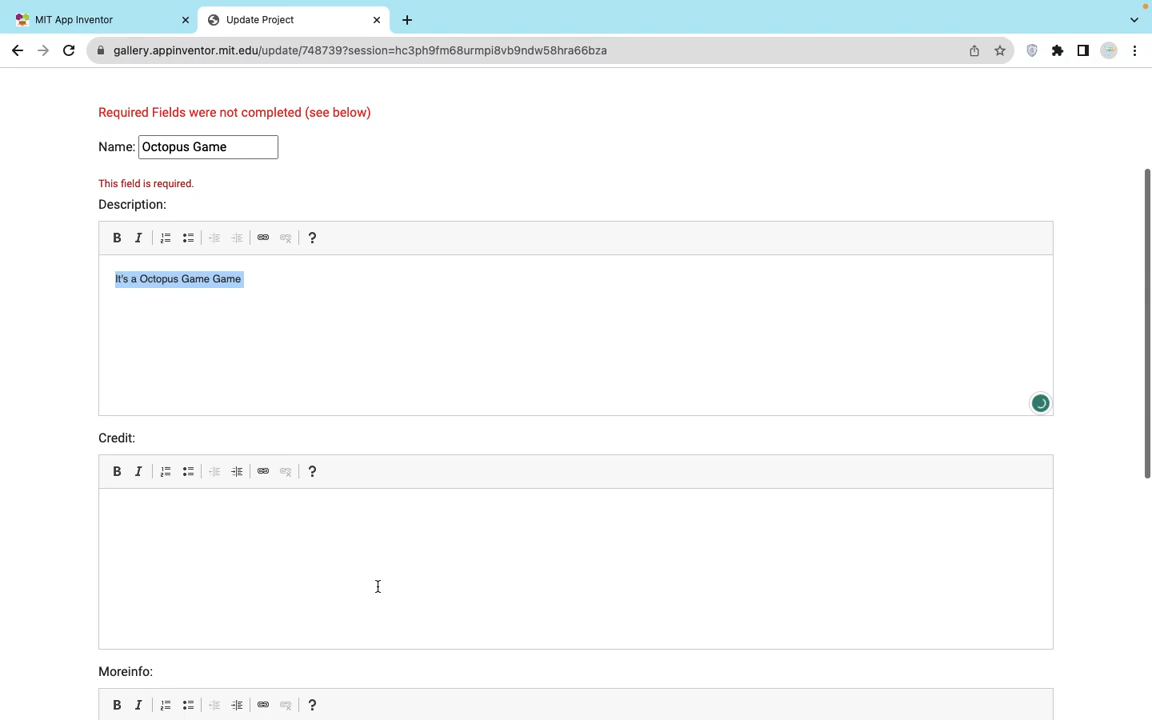 MIT App Inventor
Update Project
gallery.appinventor.mit.edu/update/748739?session=hc3ph9fm68urmpi8vb9ndw58hra66bza
Required Fields were not completed (see below)
Name: Octopus Game
This field is required.
Description:
B I ?
It's a Octopus Game Game
Credit:
B I ?
Moreinfo:
B I ?